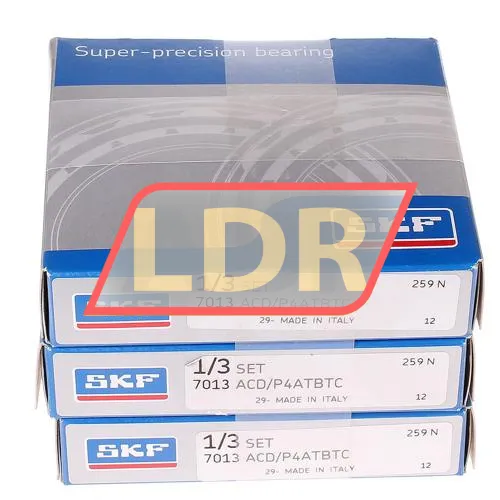 Super-precision bearing
SKF
LDR
1/3 SET
259 N
SKF
7013 ACD/P4ATBTC
29- MADE IN ITALY
12
1/3 SET
259 N
SKF
7013 ACD/P4ATBTC
29- MADE IN ITALY
12
1/3 SET
259 N
SKF
7013 ACD/P4ATBTC
29- MADE IN ITALY
12